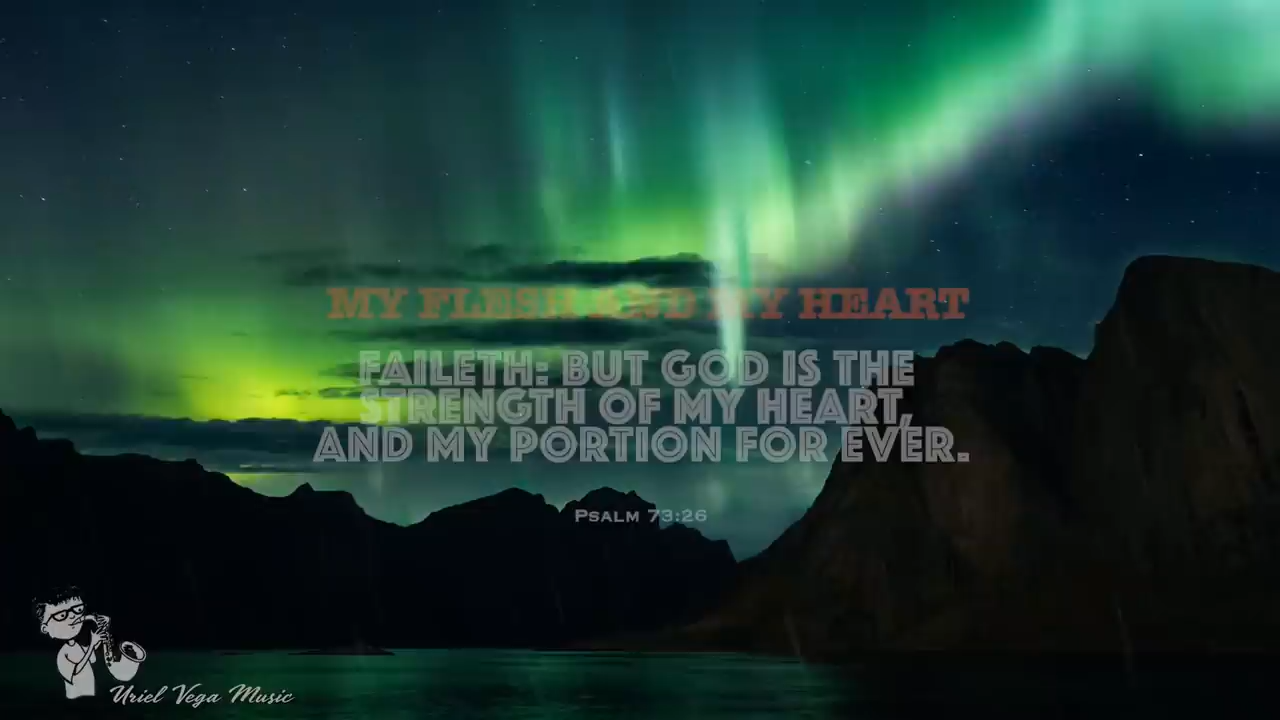 MY FLESH AND MY HEART
FAILETH: BUT GOD IS THE
STRENGTH OF MY HEART,
AND MY PORTION FOR EVER.
Psalm 73:26
Uriel Vega Music